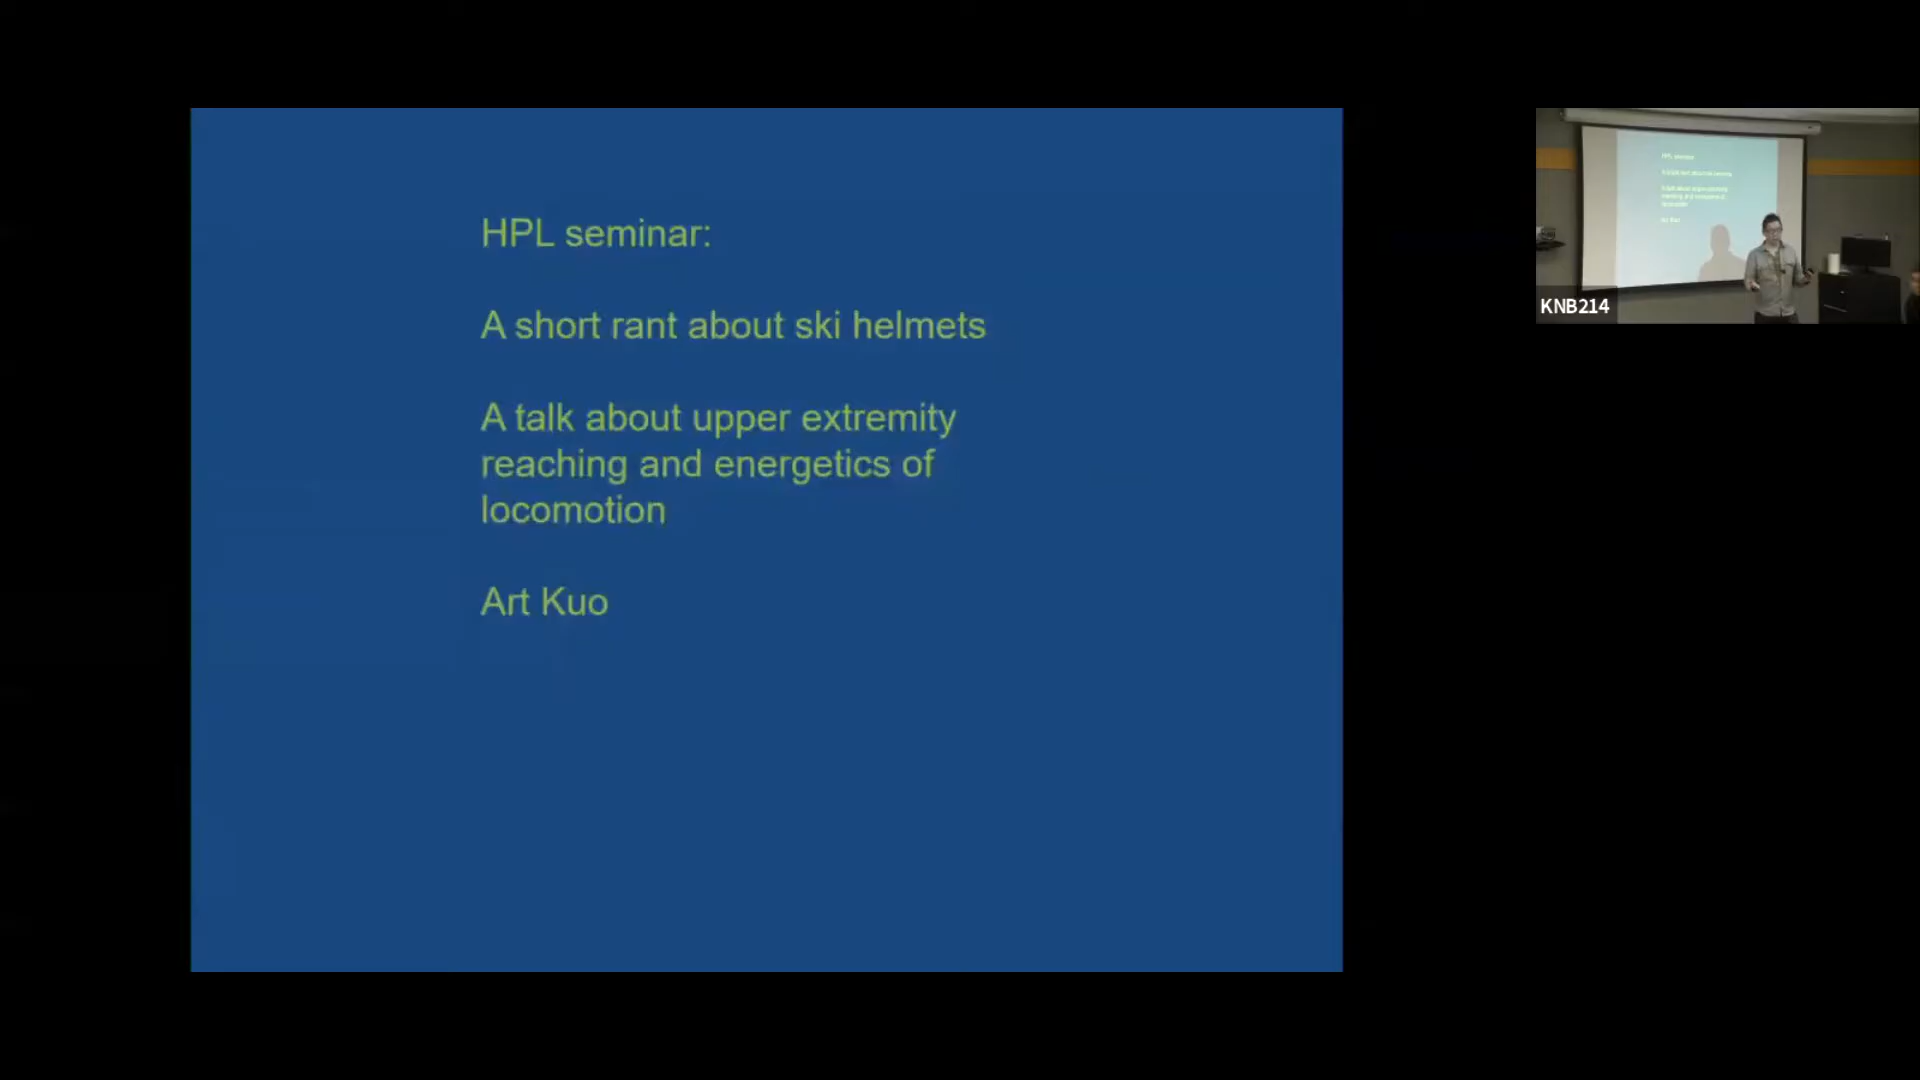 HPL seminar:
A short rant about ski helmets
A talk about upper extremity
reaching and energetics of
locomotion
Art Kuo
KNB214